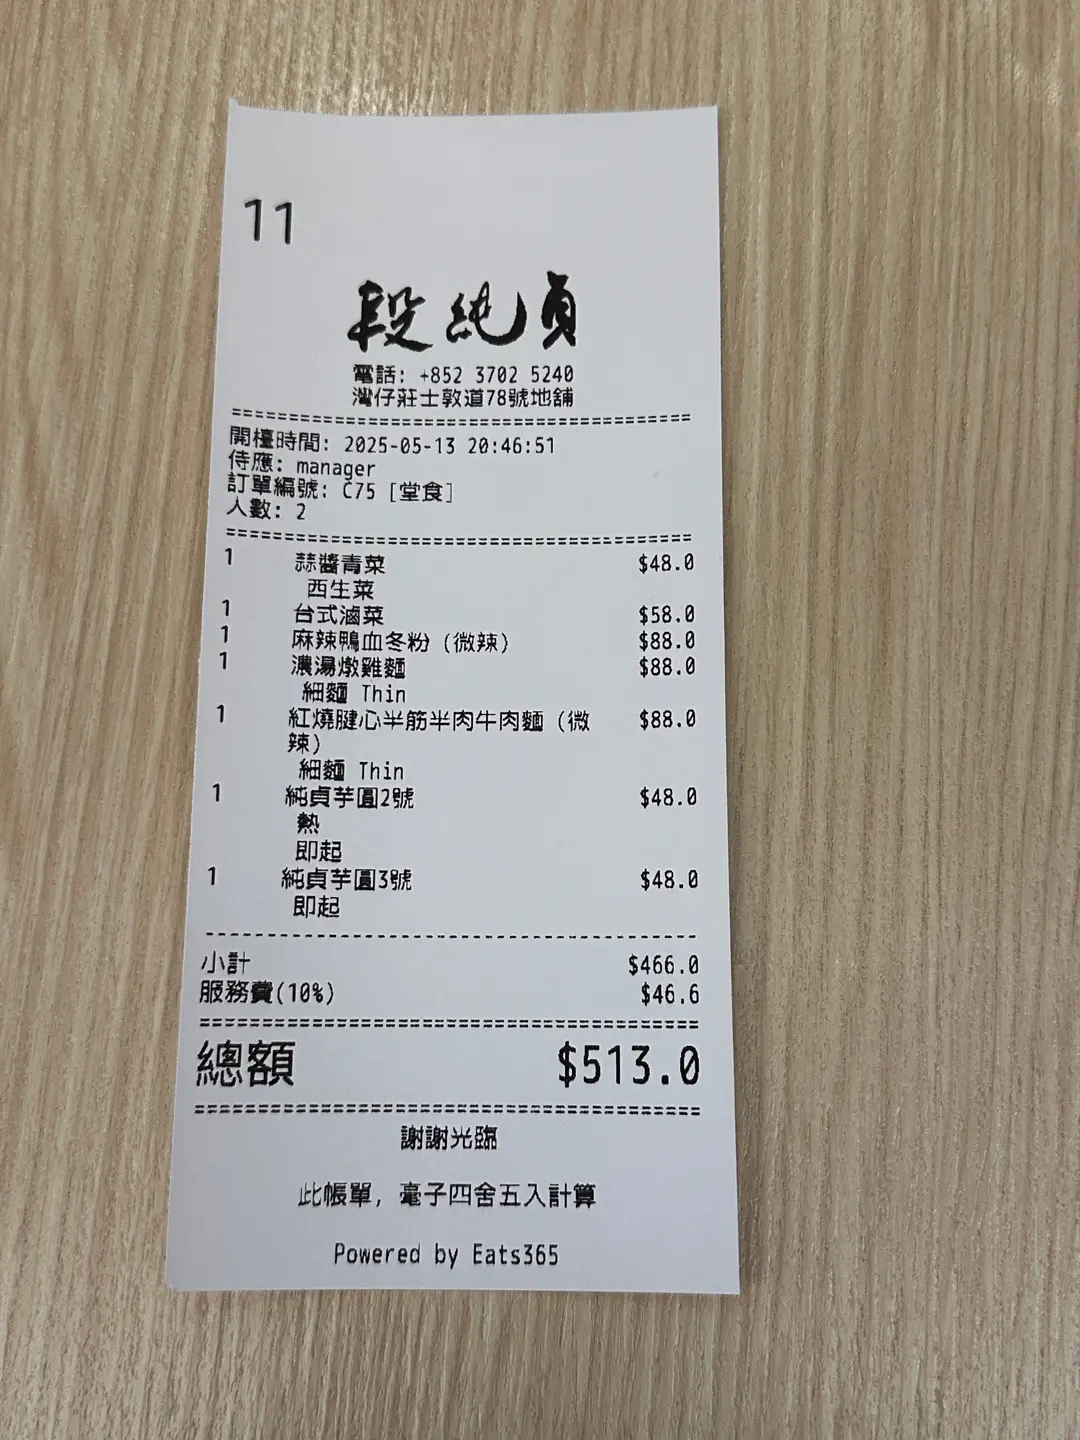 11
段純貞
電話: +852 3702 5240
灣仔莊士敦道78號地舖
開檯時間: 2025-05-13 20:46:51
侍應: manager
訂單編號: C75 [堂食]
人數: 2
1 蒜醬青菜 $48.0
西生菜
1 台式滷菜 $58.0
1 麻辣鴨血冬粉 (微辣) $88.0
1 濃湯燉雞麵 $88.0
細麵 Thin
1 紅燒腱心半筋半肉牛肉麵 (微 $88.0
辣)
細麵 Thin
1 純貞芋圓2號 $48.0
熱
即起
1 純貞芋圓3號 $48.0
即起
小計 $466.0
服務費(10%) $46.6
總額 $513.0
謝謝光臨
此帳單, 毫子四舍五入計算
Powered by Eats365